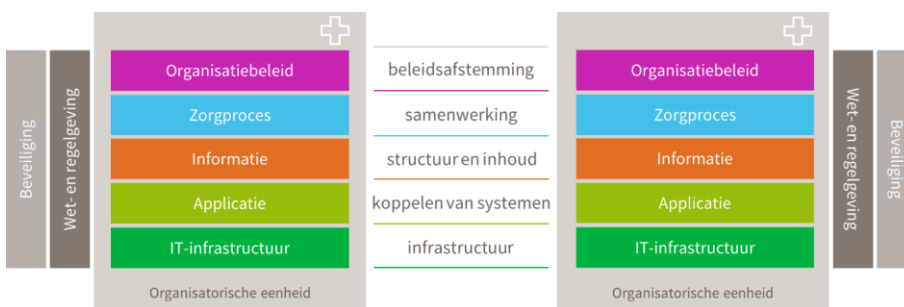 Beveiliging
Wet- en regelgeving
Organisatiebeleid
Zorgproces
Informatie
Applicatie
IT-infrastructuur
Organisatorische eenheid
beleidsafstemming
samenwerking
structuur en inhoud
koppelen van systemen
infrastructuur
Organisatiebeleid
Zorgproces
Informatie
Applicatie
IT-infrastructuur
Organisatorische eenheid
Wet- en regelgeving
Beveiliging